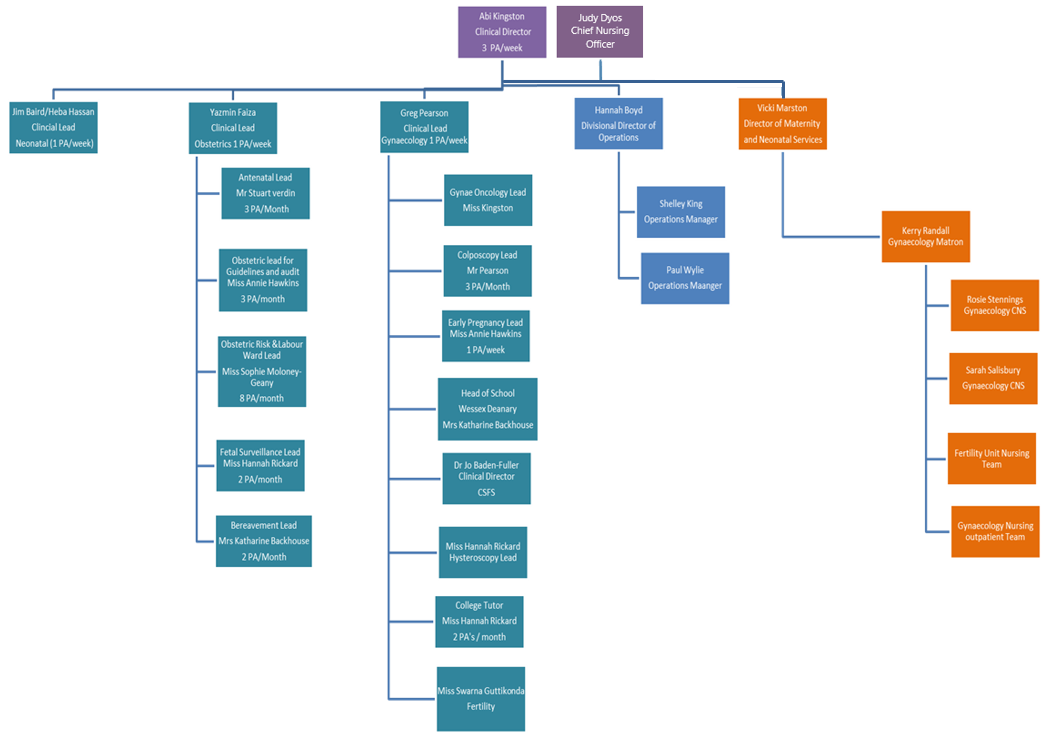 Abi Kingston
Clinical Director
3 PA/week
Judy Dyos
Chief Nursing
Officer
Jim Baird/Heba Hassan
Clincial Lead
Neonatal (1 PA/week)
Yazmin Faiza
Clinical Lead
Obstetrics 1 PA/week
Greg Pearson
Clinical Lead
Gynaecology 1 PA/week
Hannah Boyd
Divisional Director of
Operations
Vicki Marston
Director of Maternity
and Neonatal Services
Antenatal Lead
Mr Stuart verdin
3 PA/Month
Obstetric lead for
Guidelines and audit
Miss Annie Hawkins
3 PA/month
Obstetric Risk &Labour
Ward Lead
Miss Sophie Moloney-
Geany
8 PA/month
Fetal Surveillance Lead
Miss Hannah Rickard
2 PA/month
Bereavement Lead
Mrs Katharine Backhouse
2 PA/Month
Gynae Oncology Lead
Miss Kingston
Colposcopy Lead
Mr Pearson
3 PA/Month
Early Pregnancy Lead
Miss Annie Hawkins
1 PA/week
Head of School
Wessex Deanary
Mrs Katharine Backhouse
Dr Jo Baden-Fuller
Clinical Director
CSFS
Miss Hannah Rickard
Hysteroscopy Lead
College Tutor
Miss Hannah Rickard
2 PA's / month
Miss Swarna Guttikonda
Fertility
Shelley King
Operations Manager
Paul Wylie
Operations Maanger
Kerry Randall
Gynaecology Matron
Rosie Stennings
Gynaecology CNS
Sarah Salisbury
Gynaecology CNS
Fertility Unit Nursing
Team
Gynaecology Nursing
outpatient Team